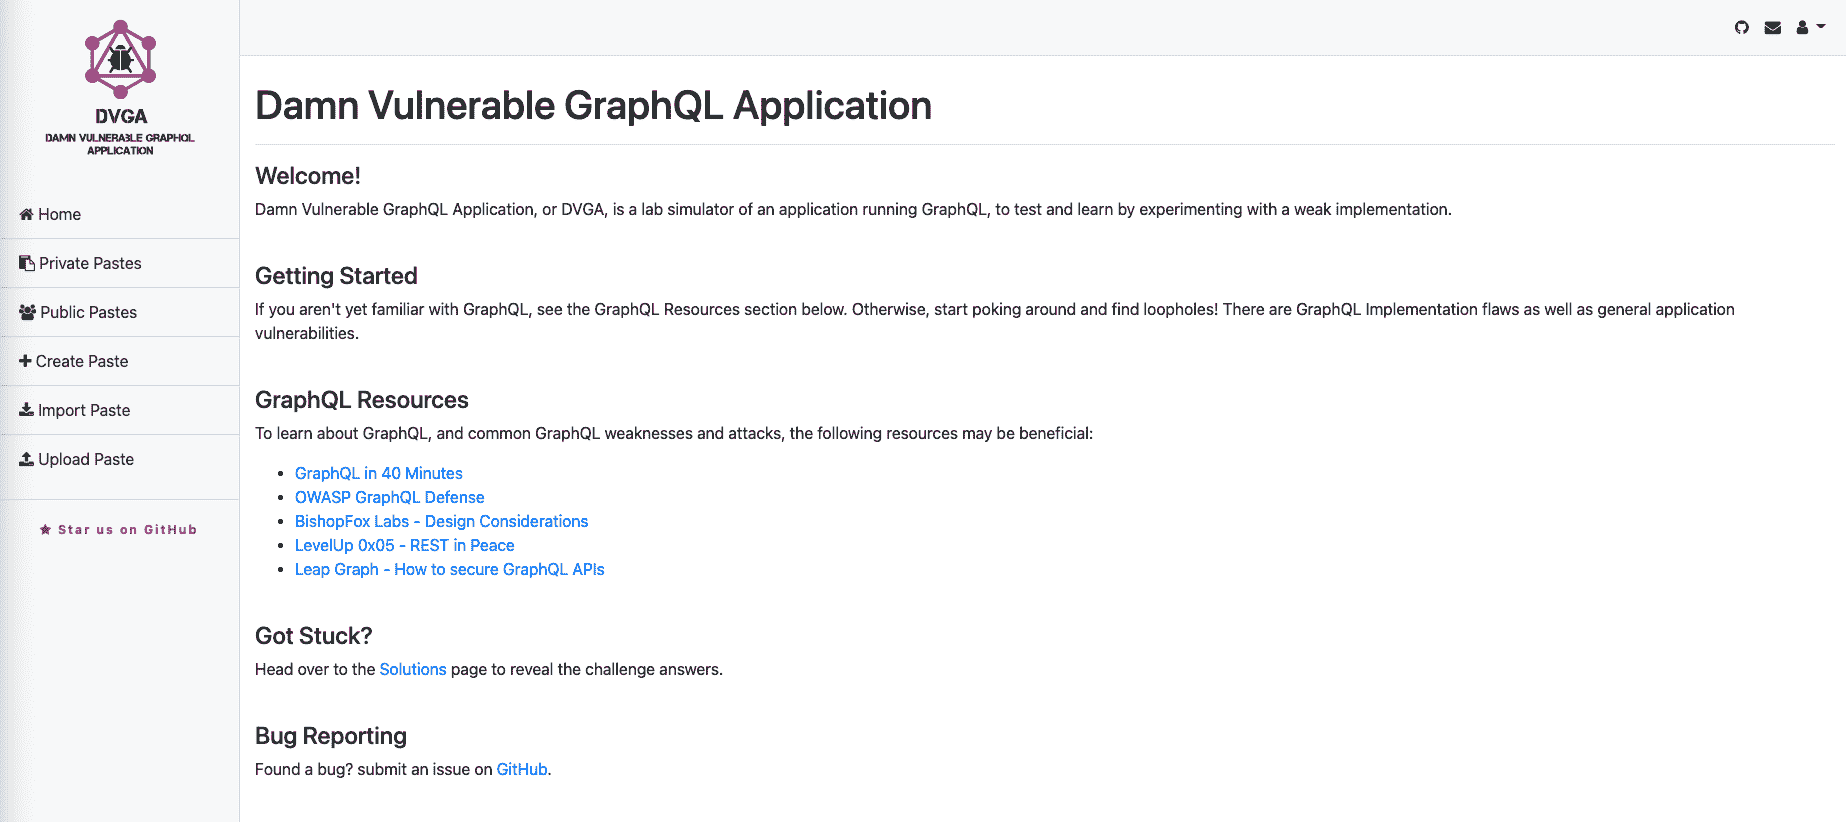 DVGA
DAMN VULNERABLE GRAPHQL
APPLICATION
Home
Private Pastes
Public Pastes
Create Paste
Import Paste
Upload Paste
Star us on GitHub
Damn Vulnerable GraphQL Application
Welcome!
Damn Vulnerable GraphQL Application, or DVGA, is a lab simulator of an application running GraphQL, to test and learn by experimenting with a weak implementation.
Getting Started
If you aren't yet familiar with GraphQL, see the GraphQL Resources section below. Otherwise, start poking around and find loopholes! There are GraphQL Implementation flaws as well as general application
vulnerabilities.
GraphQL Resources
To learn about GraphQL, and common GraphQL weaknesses and attacks, the following resources may be beneficial:
GraphQL in 40 Minutes
OWASP GraphQL Defense
BishopFox Labs - Design Considerations
LevelUp 0x05 - REST in Peace
Leap Graph - How to secure GraphQL APIs
Got Stuck?
Head over to the Solutions page to reveal the challenge answers.
Bug Reporting
Found a bug? submit an issue on GitHub.